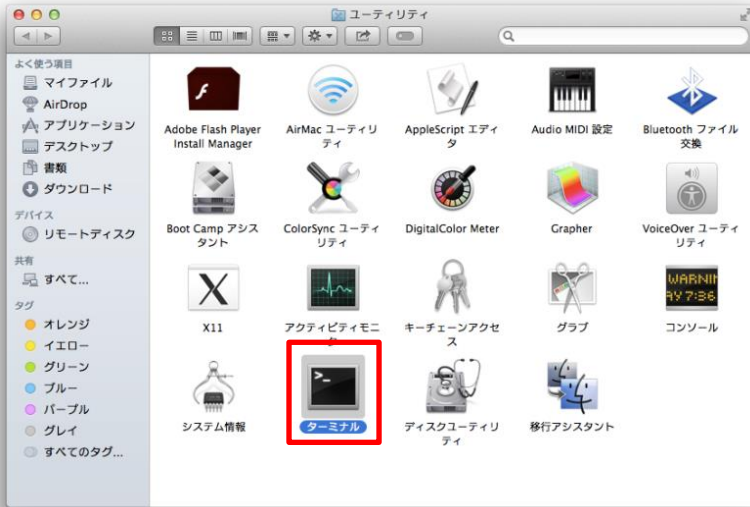 ユーティリティ
よく使う項目
マイファイル
AirDrop
アプリケーション
デスクトップ
書類
ダウンロード
デバイス
リモートディスク
共有
すべて...
タグ
オレンジ
イエロー
グリーン
ブルー
パープル
グレイ
すべてのタグ...
Adobe Flash Player
Install Manager
AirMac ユーティリ
ティ
AppleScript エディ
タ
Audio MIDI 設定
Bluetooth ファイル
交換
Boot Camp アシス
タント
ColorSync ユーティ
リティ
DigitalColor Meter
Grapher
VoiceOver ユーティ
リティ
WARNIN
AY 7:36
X11
アクティビティモニ
キーチェーンアクセ
ス
グラブ
コンソール
システム情報
ターミナル
ディスクユーティリ
ティ
移行アシスタント